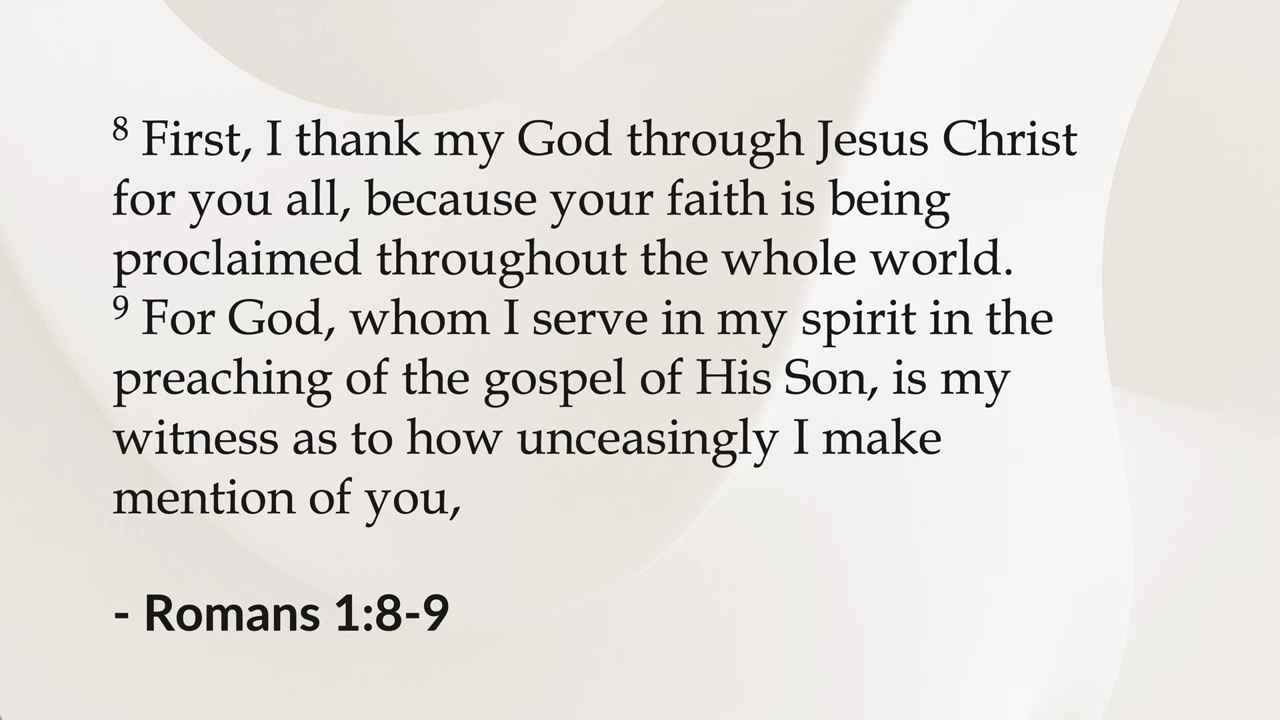 ⁸ First, I thank my God through Jesus Christ
for you all, because your faith is being
proclaimed throughout the whole world.
⁹ For God, whom I serve in my spirit in the
preaching of the gospel of His Son, is my
witness as to how unceasingly I make
mention of you,
- Romans 1:8-9